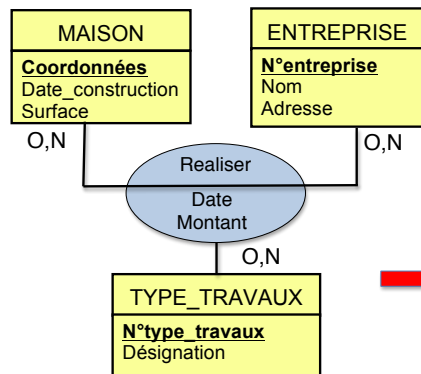 MAISON
Coordonnées
Date_construction
Surface
ENTREPRISE
N°entreprise
Nom
Adresse
O,N
O,N
Realiser
Date
Montant
O,N
TYPE_TRAVAUX
N°type_travaux
Désignation